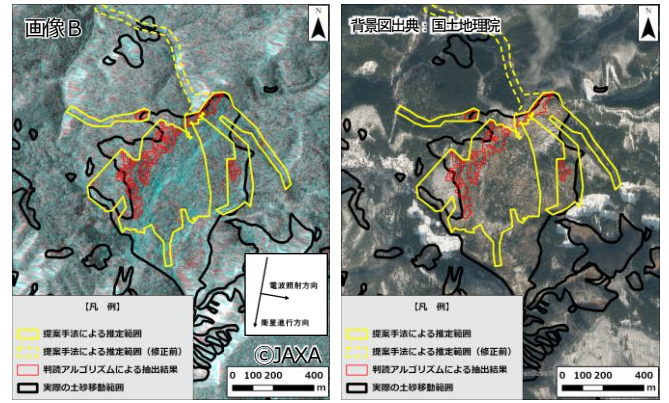 画像B
N
電波照射方向
衛星進行方向
©JAXA
【凡 例】
提案手法による推定範囲
提案手法による推定範囲（修正前）
判読アルゴリズムによる抽出結果
実際の土砂移動範囲
0 100 200 400
m
背景図出典：国土地理院
N
【凡 例】
提案手法による推定範囲
提案手法による推定範囲（修正前）
判読アルゴリズムによる抽出結果
実際の土砂移動範囲
0 100 200 400
m